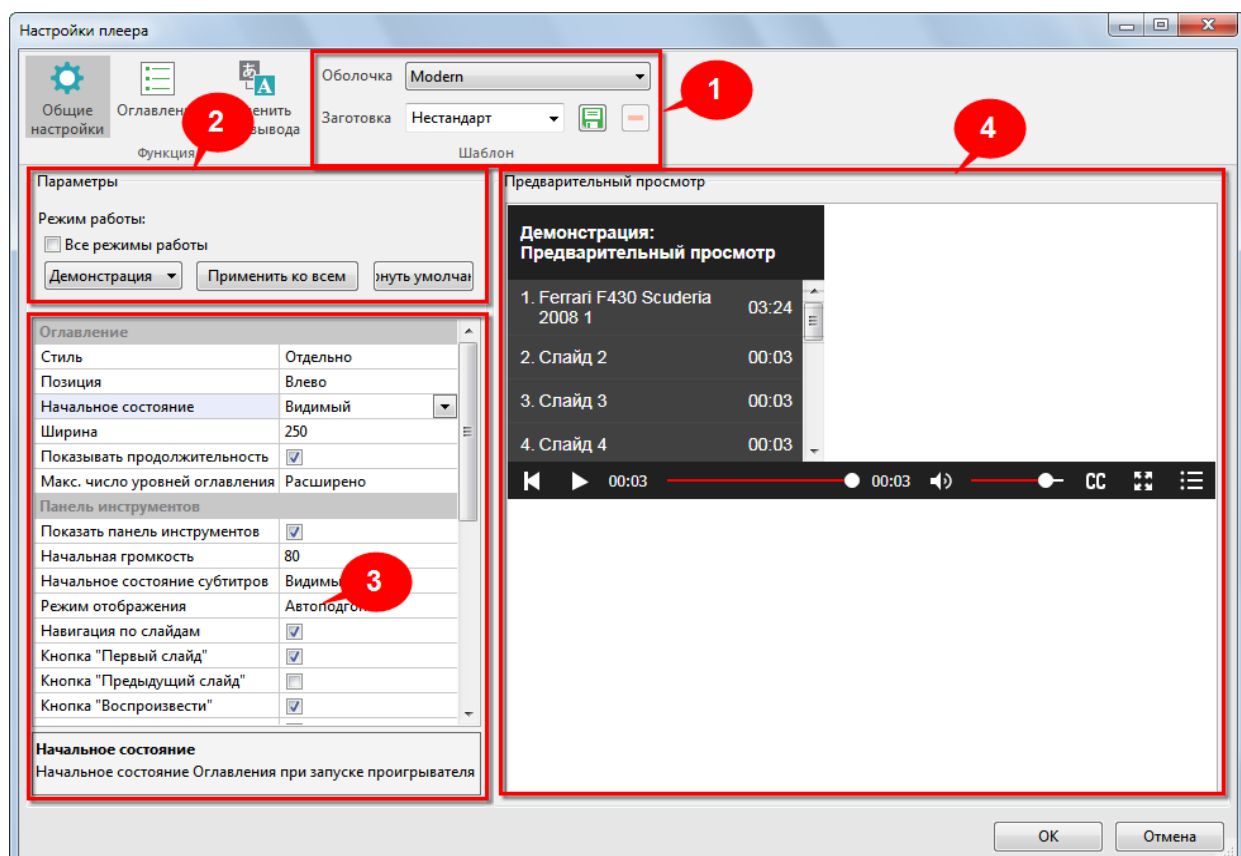 Настройки плеера
Общие настройки
Оглавлен
2
енить
ывода
Функция
Оболочка Modern
Заготовка Нестандарт
Шаблон
1
4
Параметры
Режим работы:
Все режимы работы
Демонстрация Применить ко всем нуть умолча
Оглавление
Стиль Отдельно
Позиция Влево
Начальное состояние Видимый
Ширина 250
Показывать продолжительность
Макс. число уровней оглавления Расширено
Панель инструментов
Показать панель инструментов
Начальная громкость 80
Начальное состояние субтитров Видимы
3
Режим отображения Автоподго
Навигация по слайдам
Кнопка "Первый слайд"
Кнопка "Предыдущий слайд"
Кнопка "Воспроизвести"
Начальное состояние
Начальное состояние Оглавления при запуске проигрывателя
Предварительный просмотр
Демонстрация:
Предварительный просмотр
1. Ferrari F430 Scuderia 03:24
2008 1
2. Слайд 2 00:03
3. Слайд 3 00:03
4. Слайд 4 00:03
00:03 00:03 CC
OK Отмена